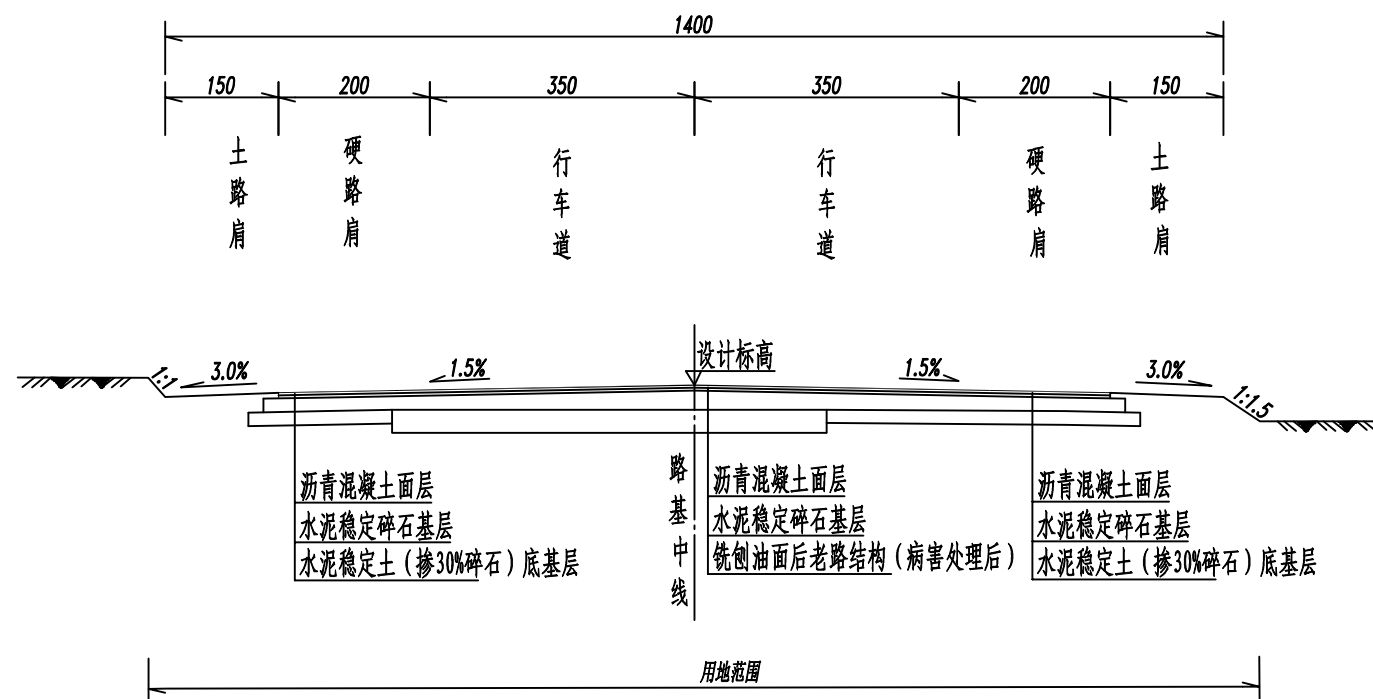 1400
150 200 350 350 200 150
土路肩 硬路肩 行车道 行车道 硬路肩 土路肩
设计标高
1:1 3.0% 1.5% 1.5% 3.0% 1:1.5
沥青混凝土面层
水泥稳定碎石基层
水泥稳定土（掺30%碎石）底基层
路基中线
沥青混凝土面层
水泥稳定碎石基层
铣刨油面后老路结构（病害处理后）
沥青混凝土面层
水泥稳定碎石基层
水泥稳定土（掺30%碎石）底基层
用地范围